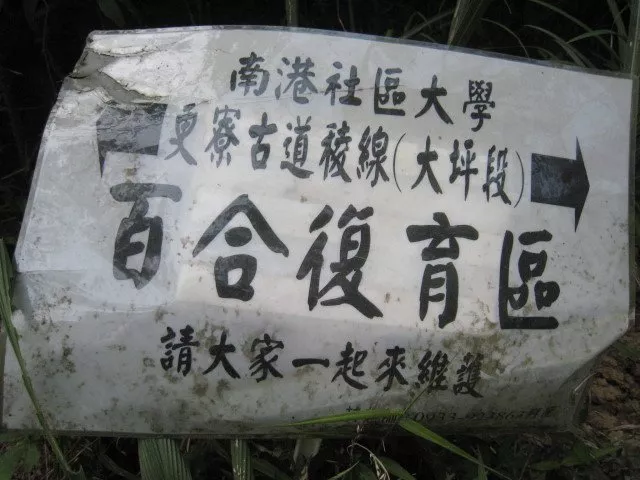 南港社區大學
更寮古道稜線(大坪段)
百合復育區
請大家一起來維護